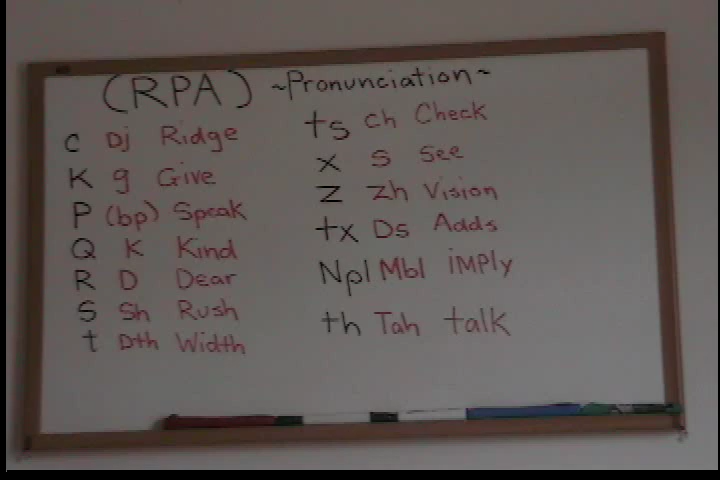 (RPA) ~Pronunciation~
C Dj Ridge
K g Give
P (bp) Speak
Q K Kind
R D Dear
S Sh Rush
t Dth Width
ts ch Check
x s see
Z Zh Vision
tx Ds Adds
Npl Mbl iMPly
th Tah talk